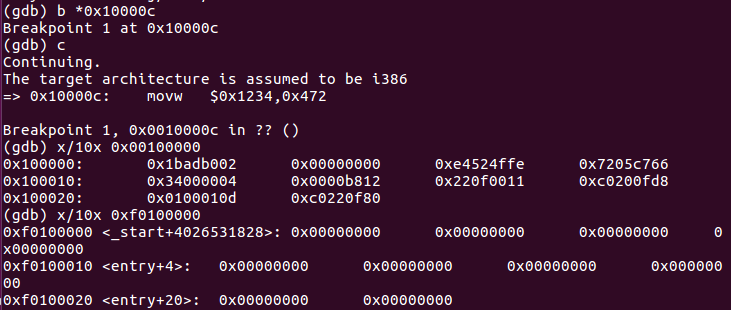 (gdb) b *0x10000c
Breakpoint 1 at 0x10000c
(gdb) c
Continuing.
The target architecture is assumed to be i386
=> 0x10000c:    movw   $0x1234,0x472

Breakpoint 1, 0x0010000c in ?? ()
(gdb) x/10x 0x00100000
0x100000:       0x1badb002      0x00000000      0xe4524ffe      0x7205c766
0x100010:       0x34000004      0x0000b812      0x220f0011      0xc0200fd8
0x100020:       0x0100010d      0xc0220f80
(gdb) x/10x 0xf0100000
0xf0100000 <_start+4026531828>: 0x00000000      0x00000000      0x00000000      0
x00000000
0xf0100010 <entry+4>:   0x00000000      0x00000000      0x00000000      0x000000
00
0xf0100020 <entry+20>:  0x00000000      0x00000000